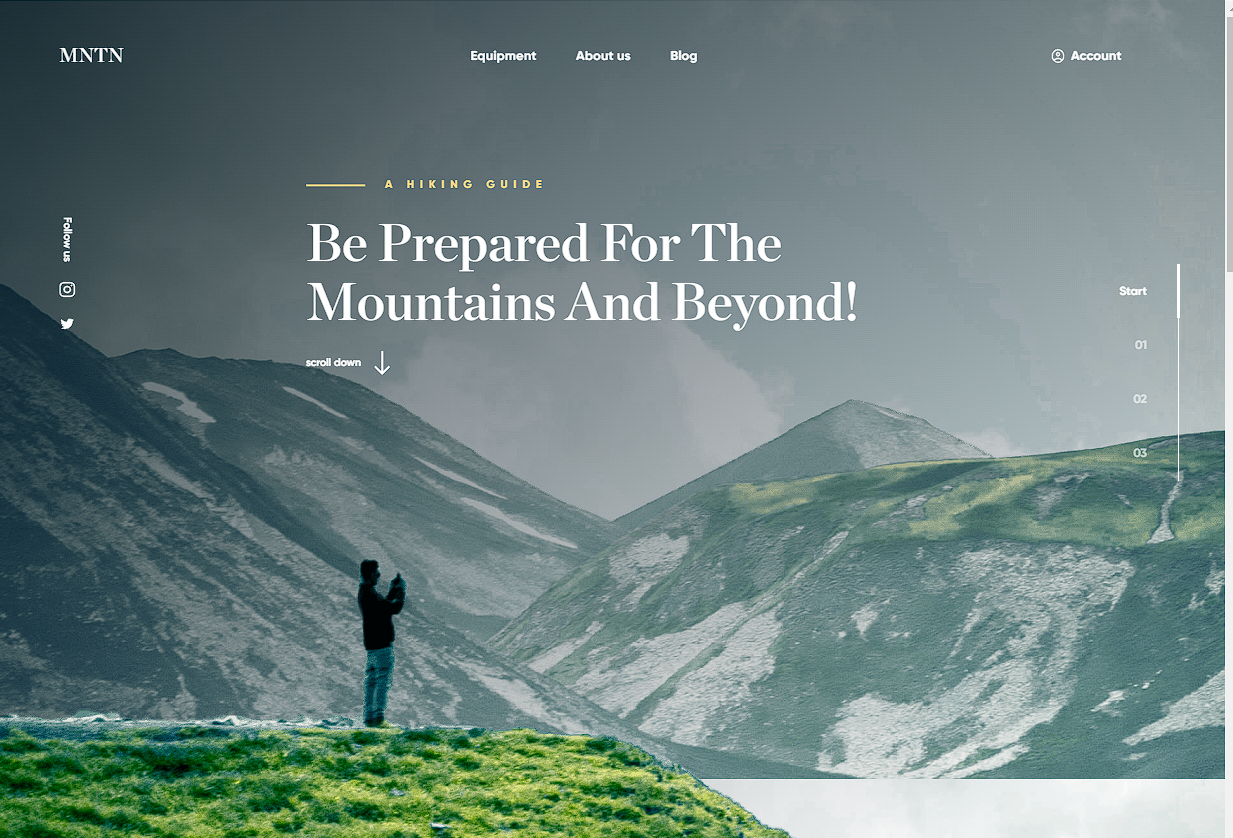 MNTN
Equipment
About us
Blog
Account
A HIKING GUIDE
Be Prepared For The
Mountains And Beyond!
scroll down
Follow us
Start
01
02
03